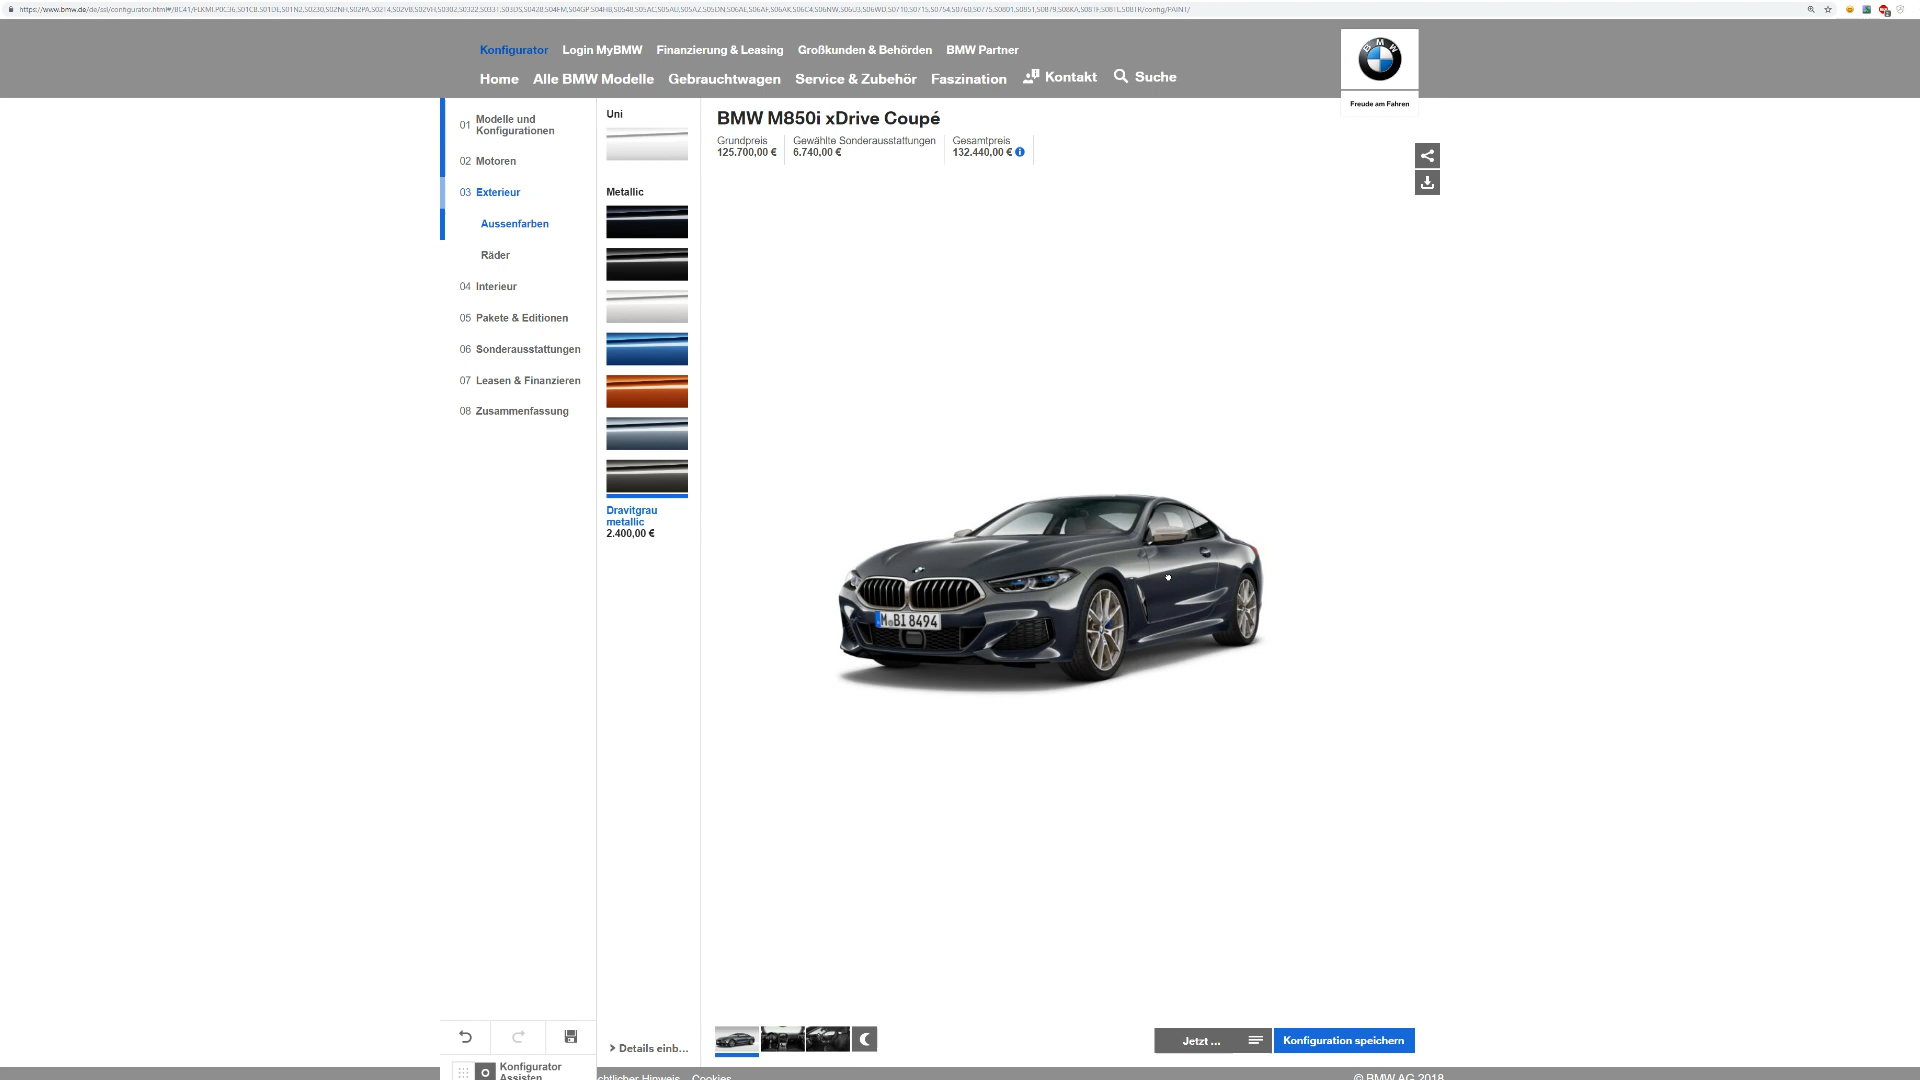 Konfigurator Login MyBMW Finanzierung & Leasing Großkunden & Behörden BMW Partner
Home Alle BMW Modelle Gebrauchtwagen Service & Zubehör Faszination Kontakt Suche
BMW
Freude am Fahren
01 Modelle und
Konfigurationen
02 Motoren
03 Exterieur
Aussenfarben
Räder
04 Interieur
05 Pakete & Editionen
06 Sonderausstattungen
07 Leasen & Finanzieren
08 Zusammenfassung
Uni
Metallic
Dravitgrau
metallic
2.400,00 €
BMW M850i xDrive Coupé
Grundpreis
125.700,00 €
Gewählte Sonderausstattungen
6.740,00 €
Gesamtpreis
132.440,00 €
M BI 8494
Details einb...
Jetzt ...
Konfiguration speichern
Konfigurator
Assisten
chtlicher Hinweis Cookies
© BMW AG 2018